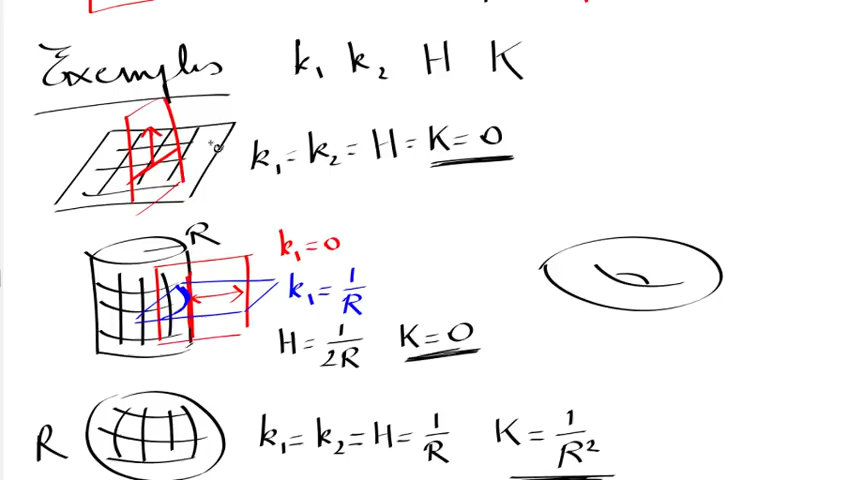 Exemples k₁ k₂ H K
k₁ = k₂ = H = K = 0
R
k₁ = 0
k₁ = 1/R
H = 1/2R K = 0
R k₁ = k₂ = H = 1/R K = 1/R²